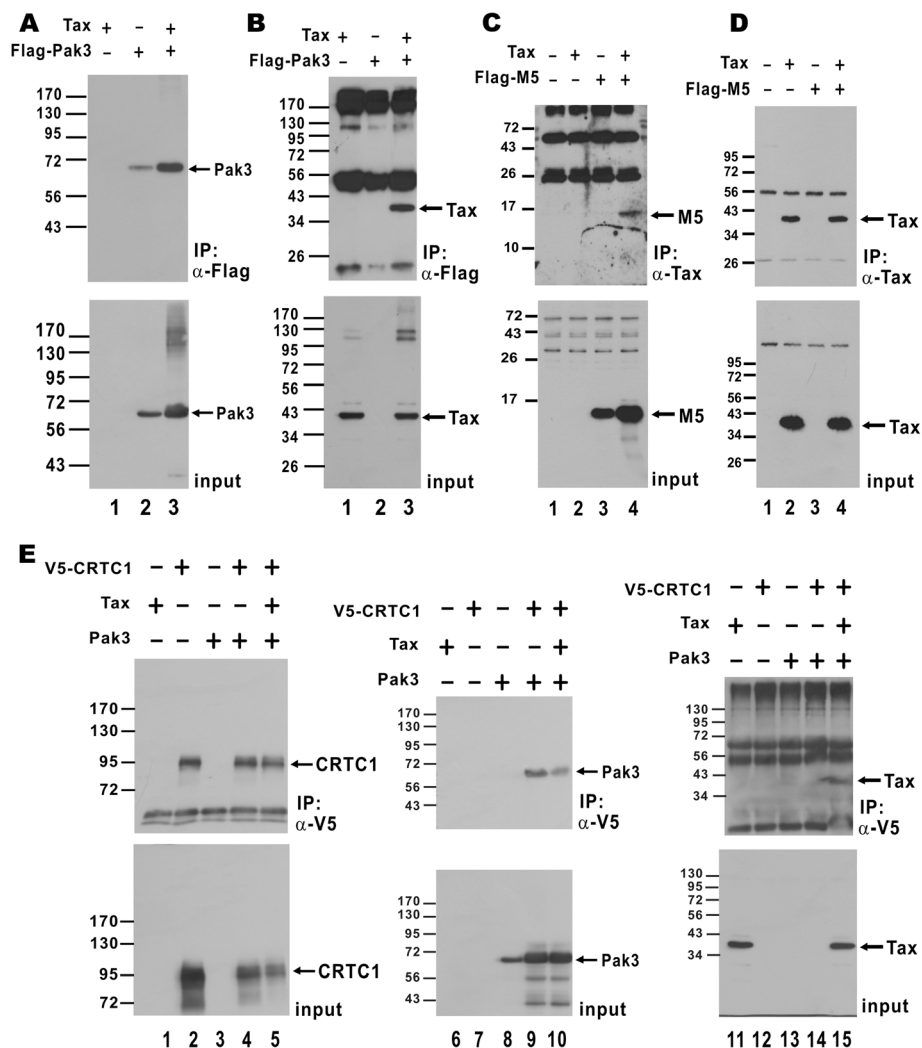 A
Tax + – +
Flag-Pak3 – + +
170
130
95
72
56
43
Pak3
IP:
α-Flag
170
130
95
72
56
43
Pak3
input
1 2 3
B
Tax + – +
Flag-Pak3 – + +
170
130
95
72
56
43
34
26
Tax
IP:
α-Flag
170
130
95
72
56
43
34
26
Tax
input
1 2 3
C
Tax – + – +
Flag-M5 – – + +
72
43
26
17
10
M5
IP:
α-Tax
72
43
26
17
M5
input
1 2 3 4
D
Tax – + – +
Flag-M5 – – + +
95
72
56
43
34
26
Tax
IP:
α-Tax
95
72
56
43
34
26
Tax
input
1 2 3 4
E
V5-CRTC1 – + – + +
Tax + – – – +
Pak3 – – + + +
170
130
95
72
CRTC1
IP:
α-V5
170
130
95
72
CRTC1
input
1 2 3 4 5
V5-CRTC1 – + – + +
Tax + – – – +
Pak3 – – + + +
170
130
95
72
56
43
Pak3
IP:
α-V5
170
130
95
72
56
43
Pak3
input
6 7 8 9 10
V5-CRTC1 – + – + +
Tax + – – – +
Pak3 – – + + +
130
95
72
56
43
34
Tax
IP:
α-V5
130
95
72
56
43
34
Tax
input
11 12 13 14 15